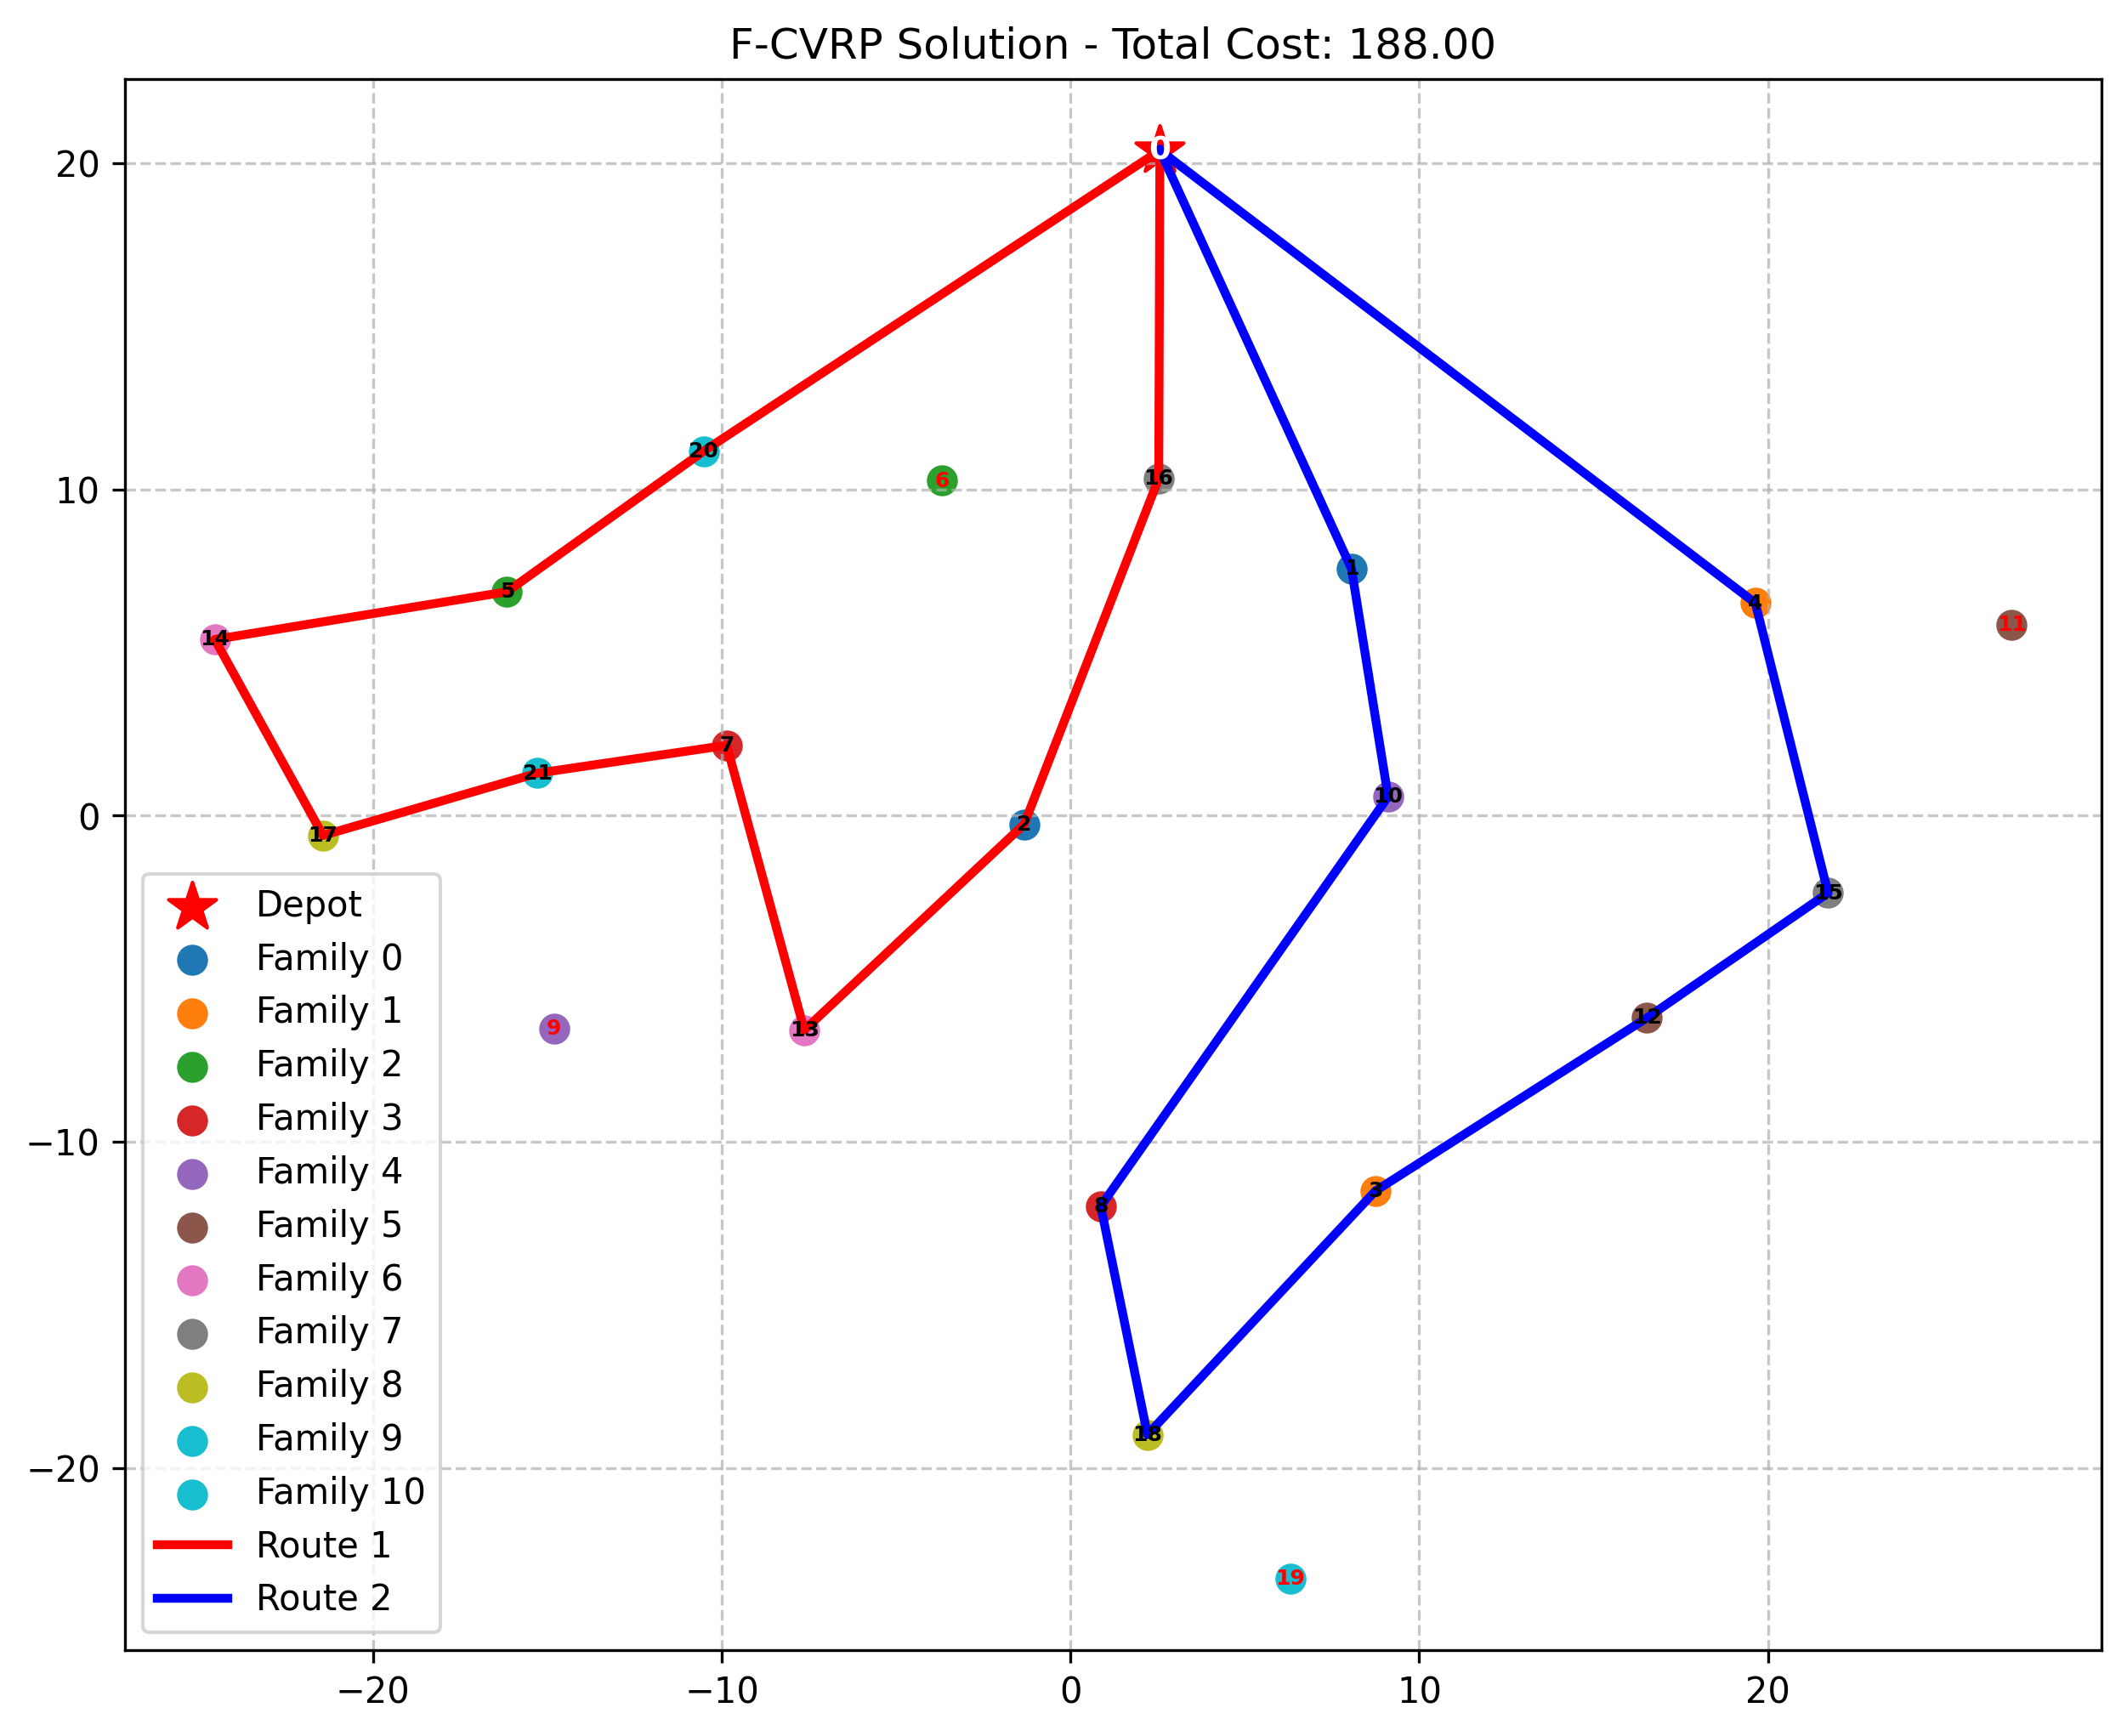 F-CVRP Solution - Total Cost: 188.00
20
10
0
−10
−20
0
20
6
16
1
4
11
5
14
7
21
10
2
17
15
12
9
13
3
8
18
19
Depot
Family 0
Family 1
Family 2
Family 3
Family 4
Family 5
Family 6
Family 7
Family 8
Family 9
Family 10
Route 1
Route 2
−20
−10
0
10
20